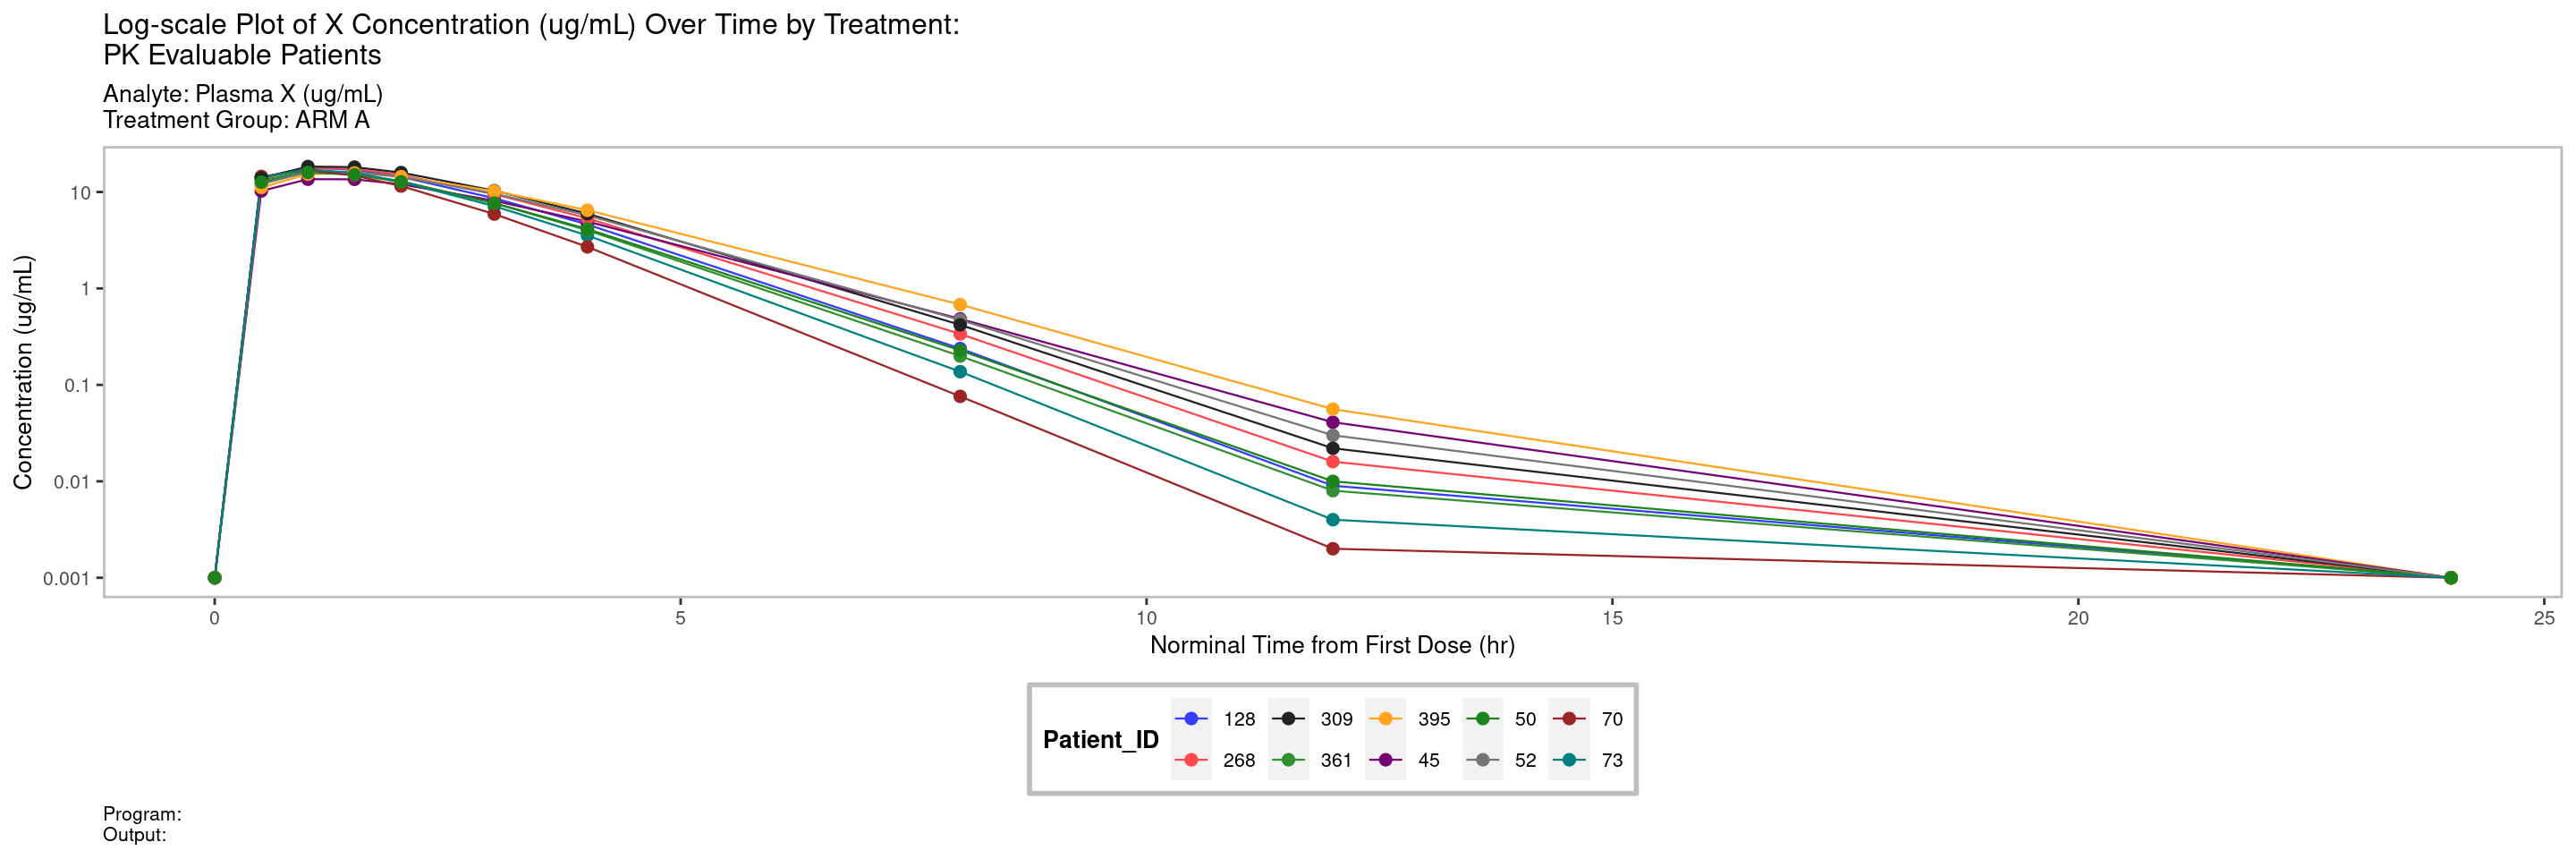 Log-scale Plot of X Concentration (ug/mL) Over Time by Treatment:
PK Evaluable Patients
Analyte: Plasma X (ug/mL)
Treatment Group: ARM A
Concentration (ug/mL)
10
1
0.1
0.01
0.001
0 5 10 15 20 25
Norminal Time from First Dose (hr)
Patient_ID
128 309 395 50 70
268 361 45 52 73
Program:
Output: